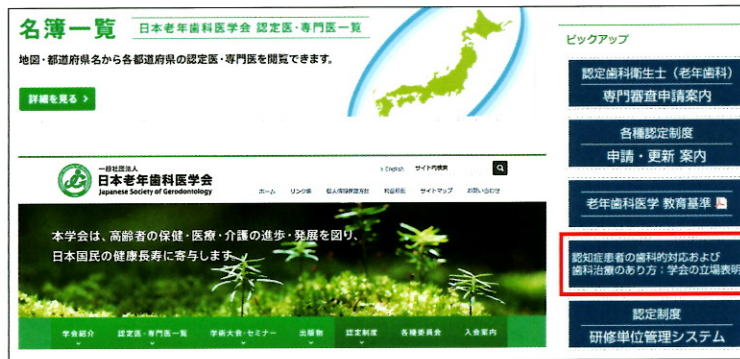 名簿一覧
日本老年歯科医学会 認定医・専門医一覧
地図・都道府県名から各都道府県の認定医・専門医を閲覧できます。
詳細を見る >
一般社団法人
日本老年歯科医学会
Japanese Society of Gerodontology
> English サイト内検索
ホーム リンク集 個人情報保護方針 利益相反 サイトマップ お問い合わせ
本学会は、高齢者の保健・医療・介護の進歩・発展を図り、
日本国民の健康長寿に寄与します。
学会紹介 認定医・専門医一覧 学術大会・セミナー 出版物 認定制度 各種委員会 入会案内
ピックアップ
認定歯科衛生士（老年歯科）
専門審査申請案内
各種認定制度
申請・更新 案内
老年歯科医学 教育基準
認知症患者の歯科的対応および
歯科治療のあり方：学会の立場表明
認定制度
研修単位管理システム